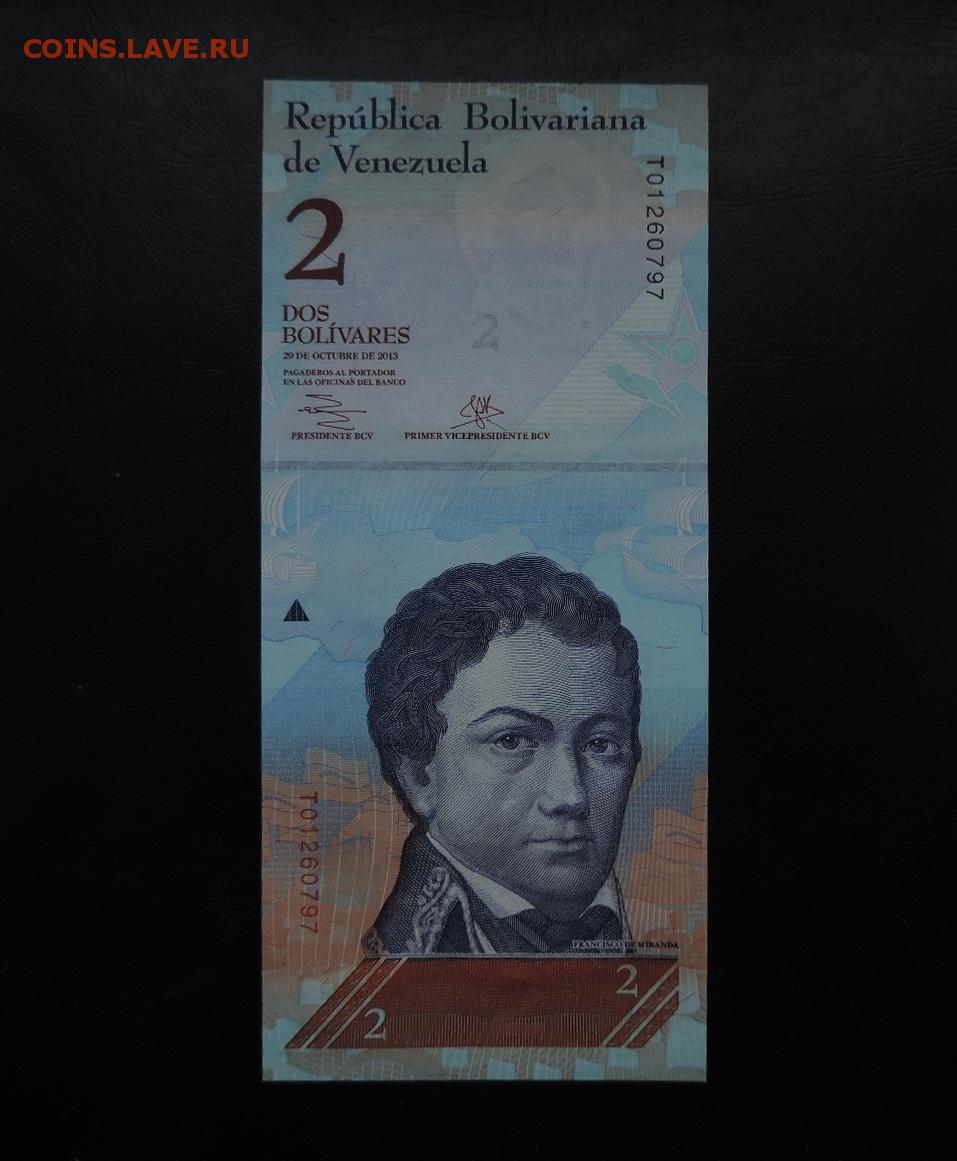 COINS.LAVE.RU
República Bolivariana
de Venezuela
T01260797
2
DOS
BOLÍVARES
2
29 DE OCTUBRE DE 2013
PAGADEROS AL PORTADOR
EN LAS OFICINAS DEL BANCO
PRESIDENTE BCV
PRIMER VICEPRESIDENTE BCV
T01260797
FRANCISCO DE MIRANDA
2
2